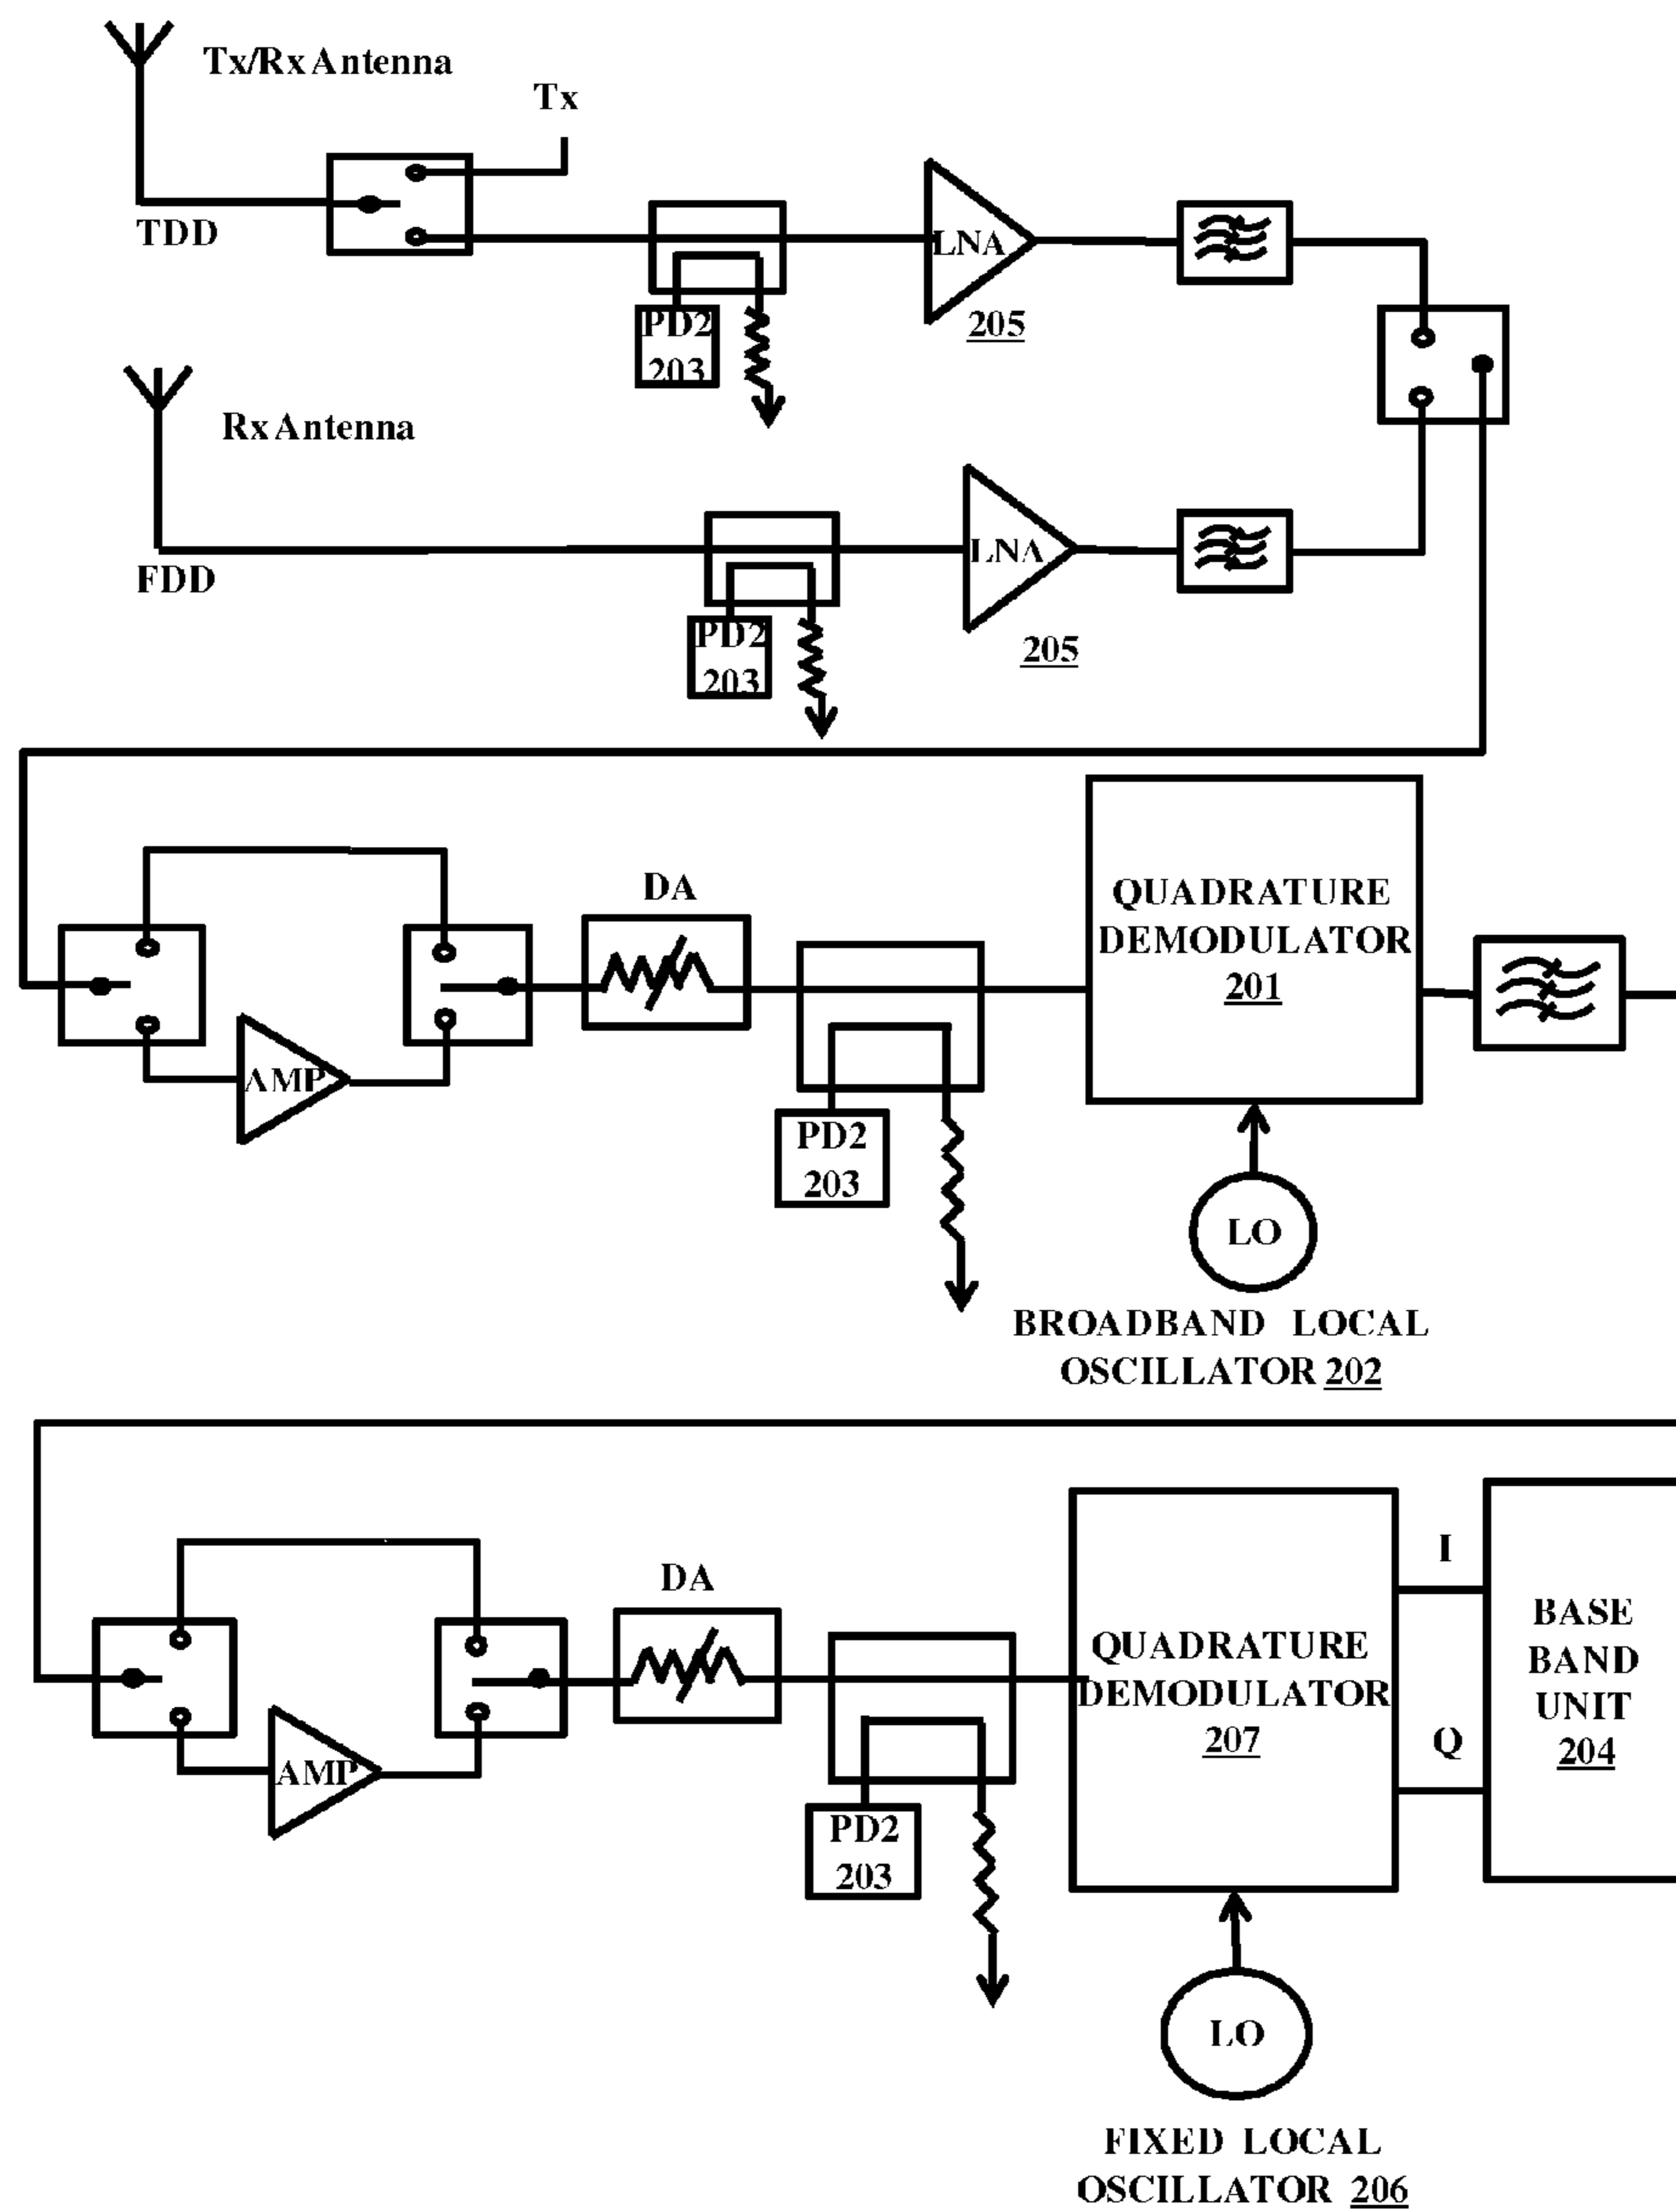 Tx/Rx Antenna
Tx
TDD
LNA
PD2
203
205
Rx Antenna
FDD
LNA
PD2
203
205
DA
QUADRATURE
DEMODULATOR
201
AMP
PD2
203
LO
BROADBAND LOCAL
OSCILLATOR 202
DA
I
QUADRATURE
DEMODULATOR
207
BASE
BAND
UNIT
204
Q
AMP
PD2
203
LO
FIXED LOCAL
OSCILLATOR 206